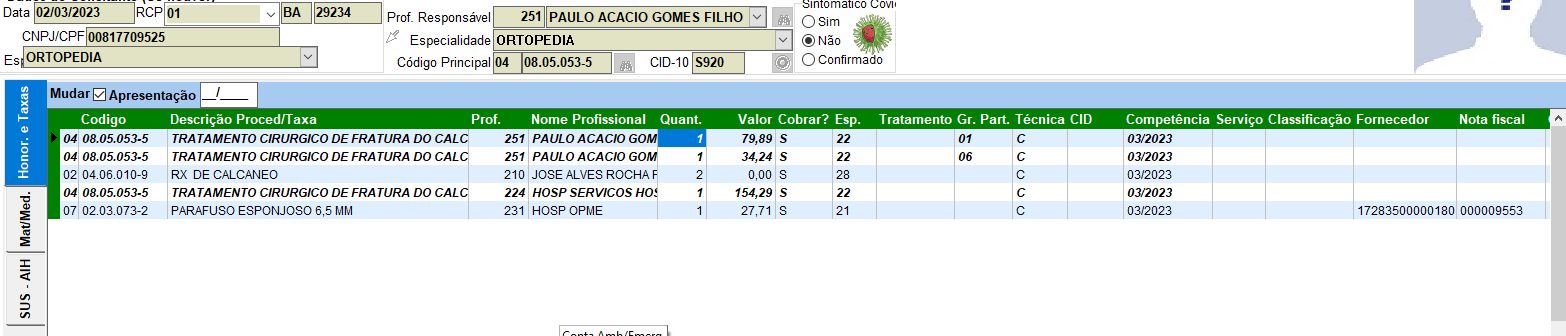 Data 02/03/2023 RCP 01 BA 29234
CNPJ/CPF 00817709525
Esp ORTOPEDIA
Prof. Responsável 251 PAULO ACACIO GOMES FILHO
Especialidade ORTOPEDIA
Código Principal 04 08.05.053-5 CID-10 S920
Sintomático Covi
Sim
Não
Confirmado
Honor. e Taxas
Mat/Med.
SUS - AIH
Mudar Apresentação __/____
Codigo Descrição Proced/Taxa Prof. Nome Profissional Quant. Valor Cobrar? Esp. Tratamento Gr. Part. Técnica CID Competência Serviço Classificação Fornecedor Nota fiscal
04 08.05.053-5 TRATAMENTO CIRURGICO DE FRATURA DO CALC 251 PAULO ACACIO GOM 1 79,89 S 22 01 C 03/2023
04 08.05.053-5 TRATAMENTO CIRURGICO DE FRATURA DO CALC 251 PAULO ACACIO GOM 1 34,24 S 22 06 C 03/2023
02 04.06.010-9 RX DE CALCANEO 210 JOSE ALVES ROCHA F 2 0,00 S 28 C 03/2023
04 08.05.053-5 TRATAMENTO CIRURGICO DE FRATURA DO CALC 224 HOSP SERVICOS HOS 1 154,29 S 22 C 03/2023
07 02.03.073-2 PARAFUSO ESPONJOSO 6,5 MM 231 HOSP OPME 1 27,71 S 21 C 03/2023 17283500000180 000009553
Conta Amb/Emerg